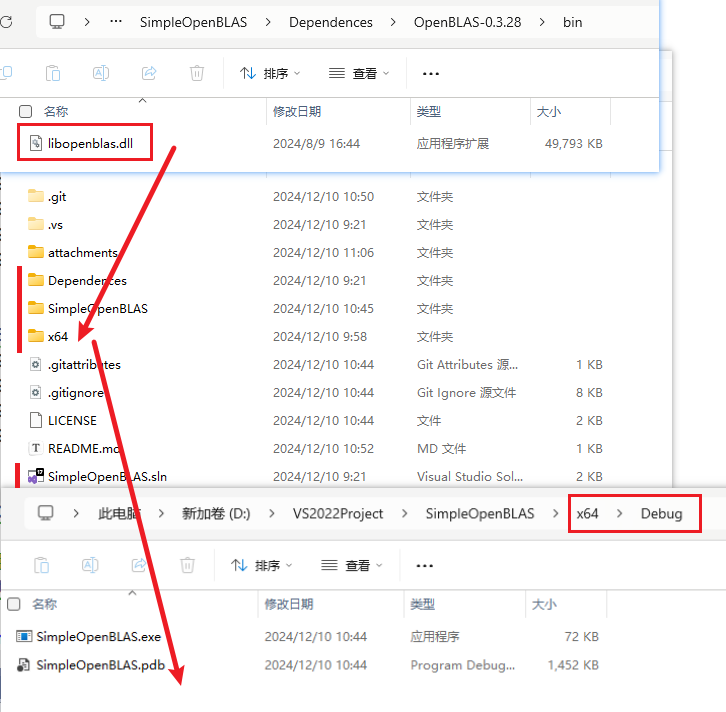 ··· SimpleOpenBLAS > Dependences > OpenBLAS-0.3.28 > bin
排序 查看 ···
名称 修改日期 类型 大小
libopenblas.dll 2024/8/9 16:44 应用程序扩展 49,793 KB
.git 2024/12/10 10:50 文件夹
.vs 2024/12/10 9:21 文件夹
attachments 2024/12/10 11:06 文件夹
Dependences 2024/12/10 9:21 文件夹
SimpleOpenBLAS 2024/12/10 10:45 文件夹
x64 2024/12/10 9:58 文件夹
.gitattributes 2024/12/10 10:44 Git Attributes 源... 1 KB
.gitignore 2024/12/10 10:44 Git Ignore 源文件 8 KB
LICENSE 2024/12/10 10:44 文件 2 KB
README.md 2024/12/10 10:52 MD 文件 1 KB
SimpleOpenBLAS.sln 2024/12/10 9:21 Visual Studio Sol... 2 KB
此电脑 > 新加卷 (D:) > VS2022Project > SimpleOpenBLAS > x64 > Debug
排序 查看 ···
名称 修改日期 类型 大小
SimpleOpenBLAS.exe 2024/12/10 10:44 应用程序 72 KB
SimpleOpenBLAS.pdb 2024/12/10 10:44 Program Debug... 1,452 KB